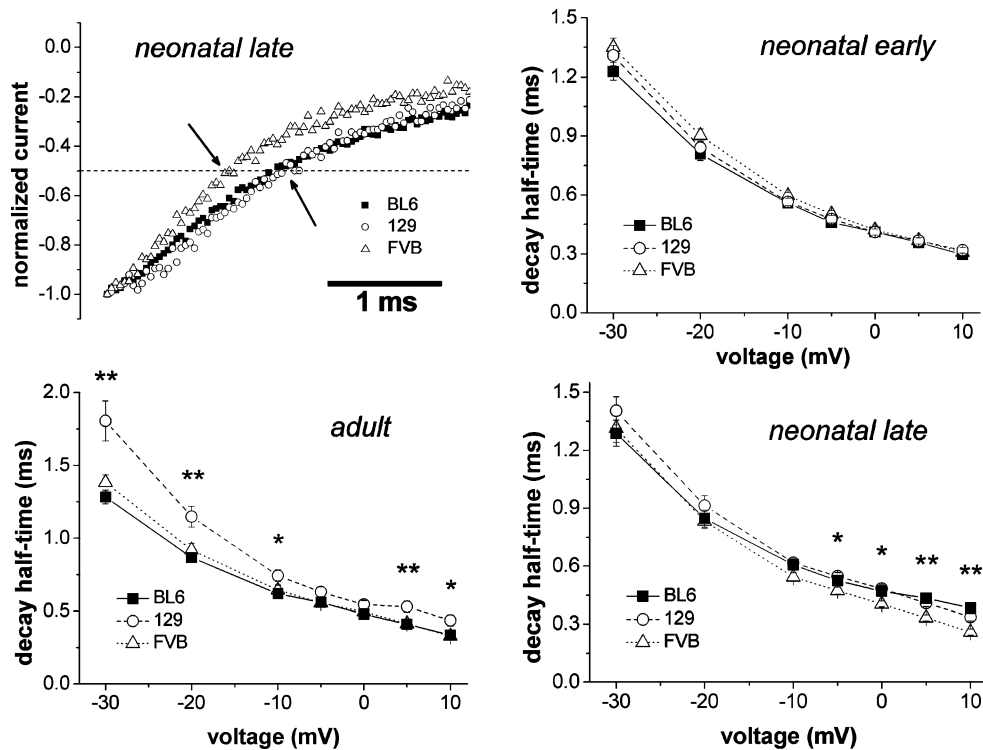 neonatal late
normalized current
0.0
-0.2
-0.4
-0.6
-0.8
-1.0
BL6
129
FVB
1 ms
neonatal early
decay half-time (ms)
1.5
1.2
0.9
0.6
0.3
0.0
BL6
129
FVB
-30 -20 -10 0 10
voltage (mV)
adult
decay half-time (ms)
2.0
1.5
1.0
0.5
0.0
** ** * ** *
BL6
129
FVB
-30 -20 -10 0 10
voltage (mV)
neonatal late
decay half-time (ms)
1.5
1.2
0.9
0.6
0.3
0.0
* * ** **
BL6
129
FVB
-30 -20 -10 0 10
voltage (mV)